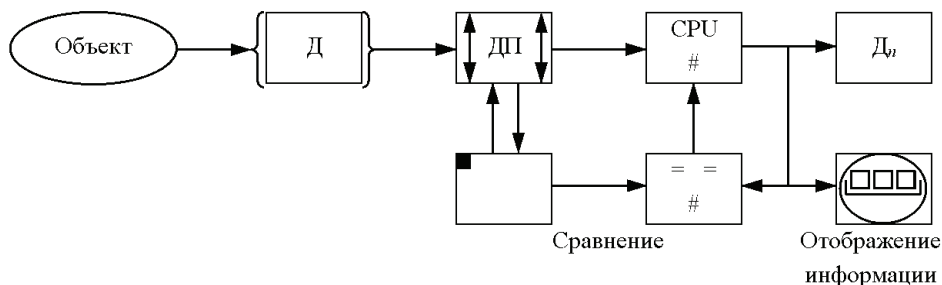 Объект
Д
ДП
CPU
#
Дn
= =
#
Сравнение
Отображение
информации